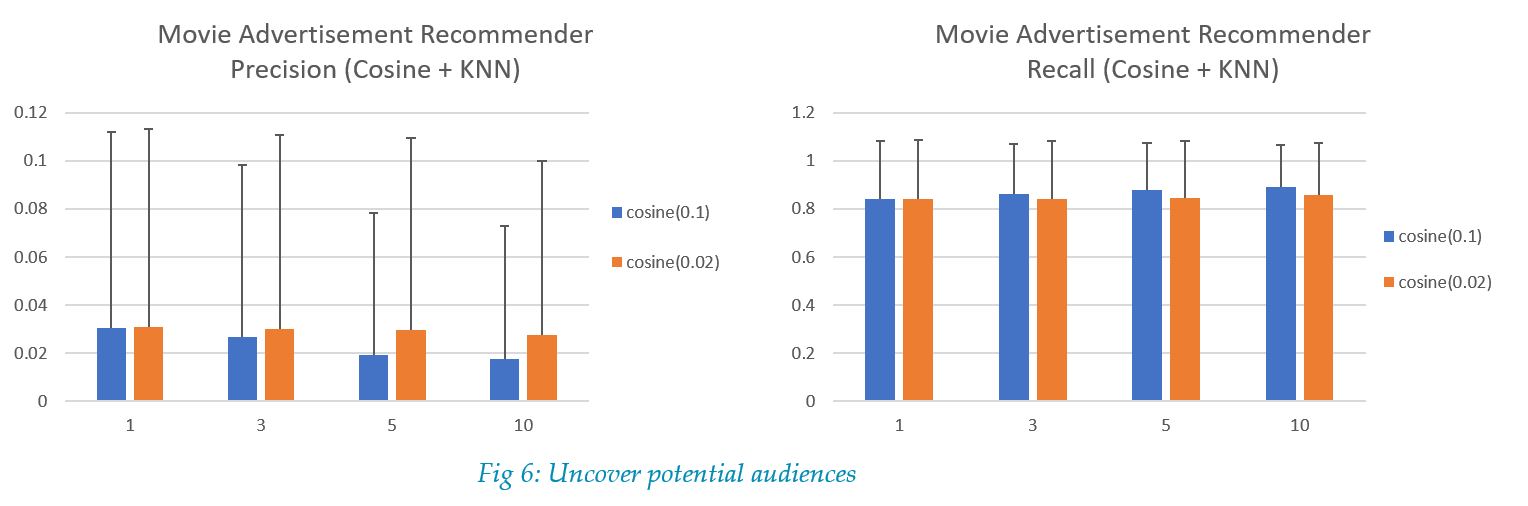 Movie Advertisement Recommender
Precision (Cosine + KNN)
0.12
0.1
0.08
0.06
0.04
0.02
0
1 3 5 10
cosine(0.1)
cosine(0.02)
Movie Advertisement Recommender
Recall (Cosine + KNN)
1.2
1
0.8
0.6
0.4
0.2
0
1 3 5 10
cosine(0.1)
cosine(0.02)
Fig 6: Uncover potential audiences